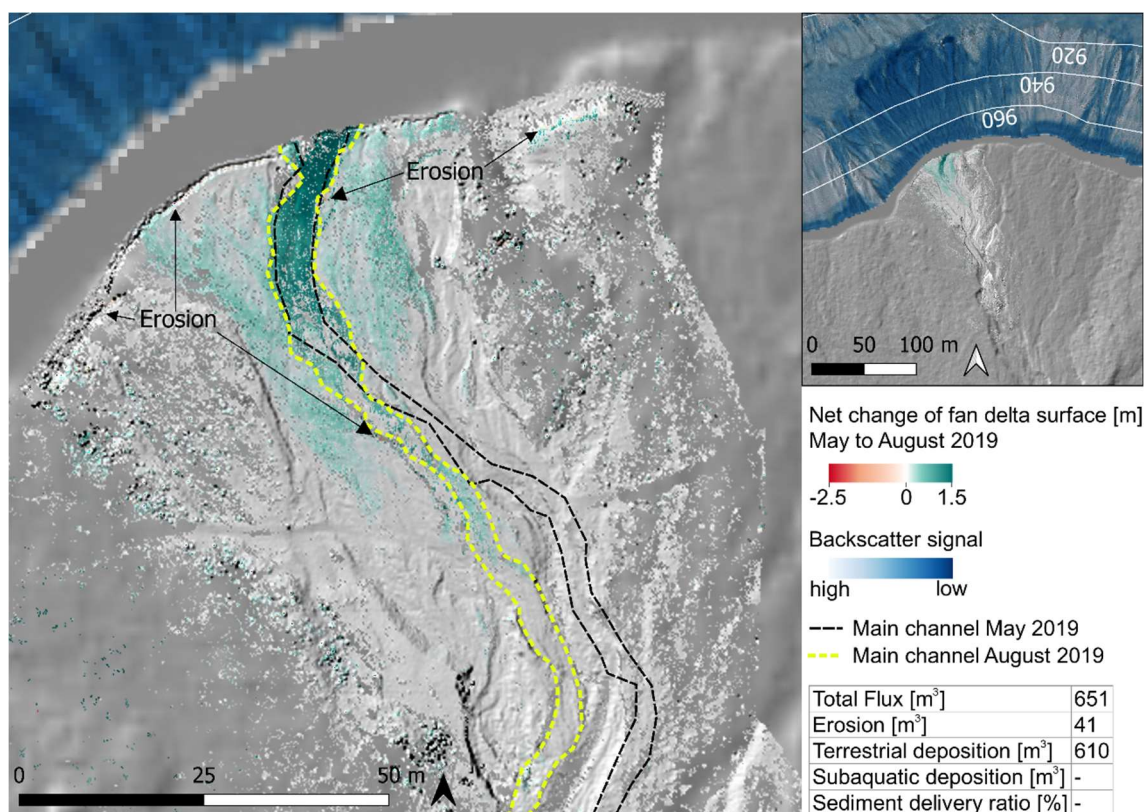 Erosion
Erosion
920
940
960
0 50 100 m
Net change of fan delta surface [m]
May to August 2019
-2.5 0 1.5
Backscatter signal
high low
Main channel May 2019
Main channel August 2019
Total Flux [m³] 651
Erosion [m³] 41
Terrestrial deposition [m³] 610
Subaquatic deposition [m³] -
Sediment delivery ratio [%] -
0 25 50 m